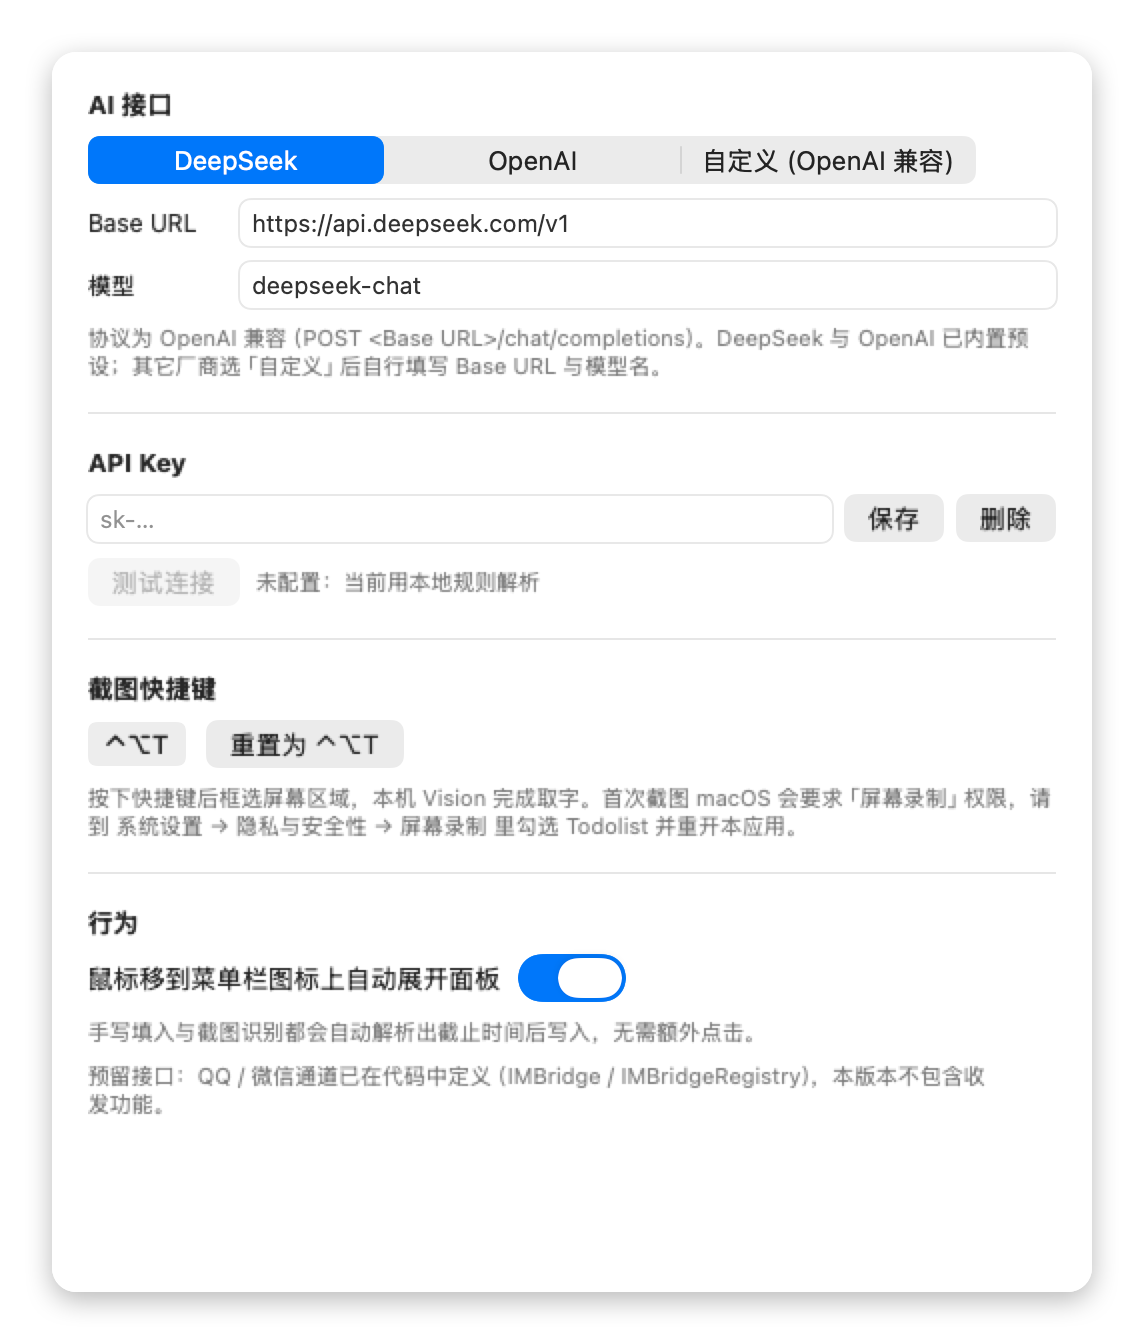 AI 接口
DeepSeek OpenAI 自定义 (OpenAI 兼容)
Base URL https://api.deepseek.com/v1
模型 deepseek-chat
协议为 OpenAI 兼容 (POST <Base URL>/chat/completions)。DeepSeek 与 OpenAI 已内置预
设；其它厂商选「自定义」后自行填写 Base URL 与模型名。
API Key
sk-... 保存 删除
测试连接 未配置：当前用本地规则解析
截图快捷键
^⌥T 重置为 ^⌥T
按下快捷键后框选屏幕区域，本机 Vision 完成取字。首次截图 macOS 会要求「屏幕录制」权限，请
到 系统设置 → 隐私与安全性 → 屏幕录制 里勾选 Todolist 并重开本应用。
行为
鼠标移到菜单栏图标上自动展开面板
手写填入与截图识别都会自动解析出截止时间后写入，无需额外点击。
预留接口：QQ / 微信通道已在代码中定义 (IMBridge / IMBridgeRegistry)，本版本不包含收
发功能。